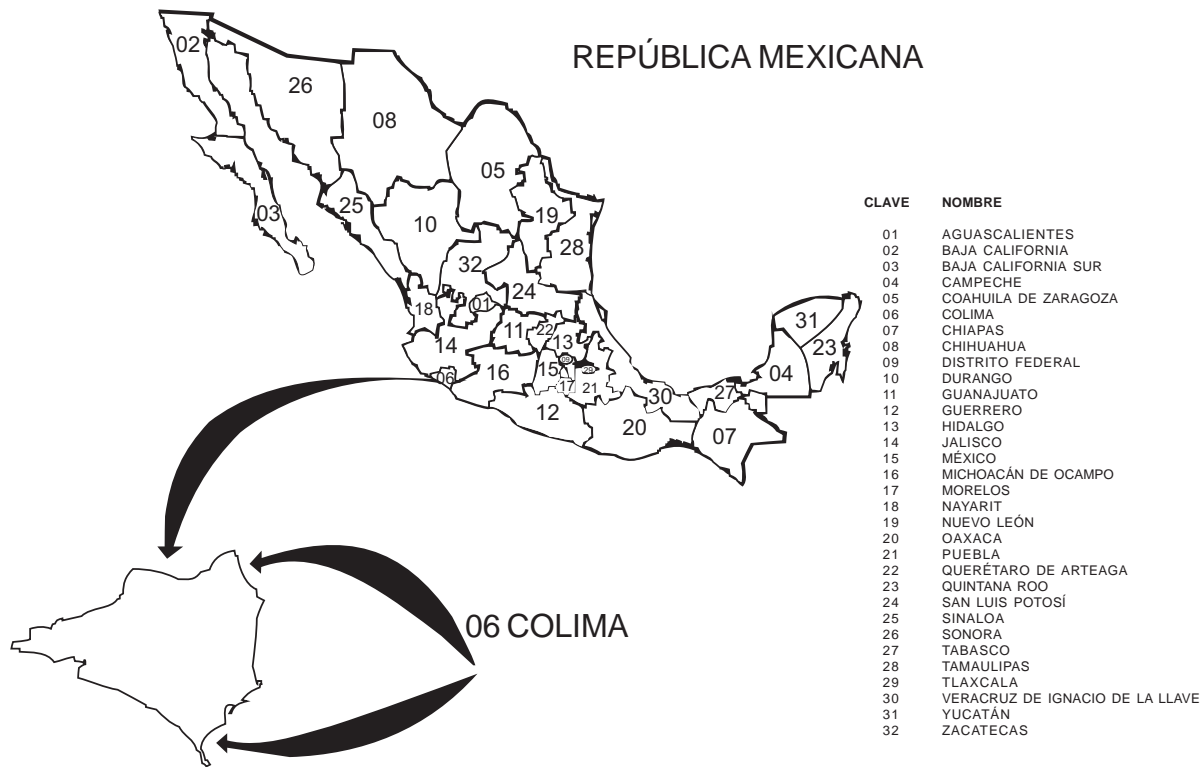 REPÚBLICA MEXICANA
02
26
08
05
03
25
10
19
28
32
24
18
01
14
11
22
13
09
29
15
16
06
17
21
12
20
30
27
07
04
31
23
06 COLIMA
CLAVE NOMBRE
01 AGUASCALIENTES
02 BAJA CALIFORNIA
03 BAJA CALIFORNIA SUR
04 CAMPECHE
05 COAHUILA DE ZARAGOZA
06 COLIMA
07 CHIAPAS
08 CHIHUAHUA
09 DISTRITO FEDERAL
10 DURANGO
11 GUANAJUATO
12 GUERRERO
13 HIDALGO
14 JALISCO
15 MÉXICO
16 MICHOACÁN DE OCAMPO
17 MORELOS
18 NAYARIT
19 NUEVO LEÓN
20 OAXACA
21 PUEBLA
22 QUERÉTARO DE ARTEAGA
23 QUINTANA ROO
24 SAN LUIS POTOSÍ
25 SINALOA
26 SONORA
27 TABASCO
28 TAMAULIPAS
29 TLAXCALA
30 VERACRUZ DE IGNACIO DE LA LLAVE
31 YUCATÁN
32 ZACATECAS